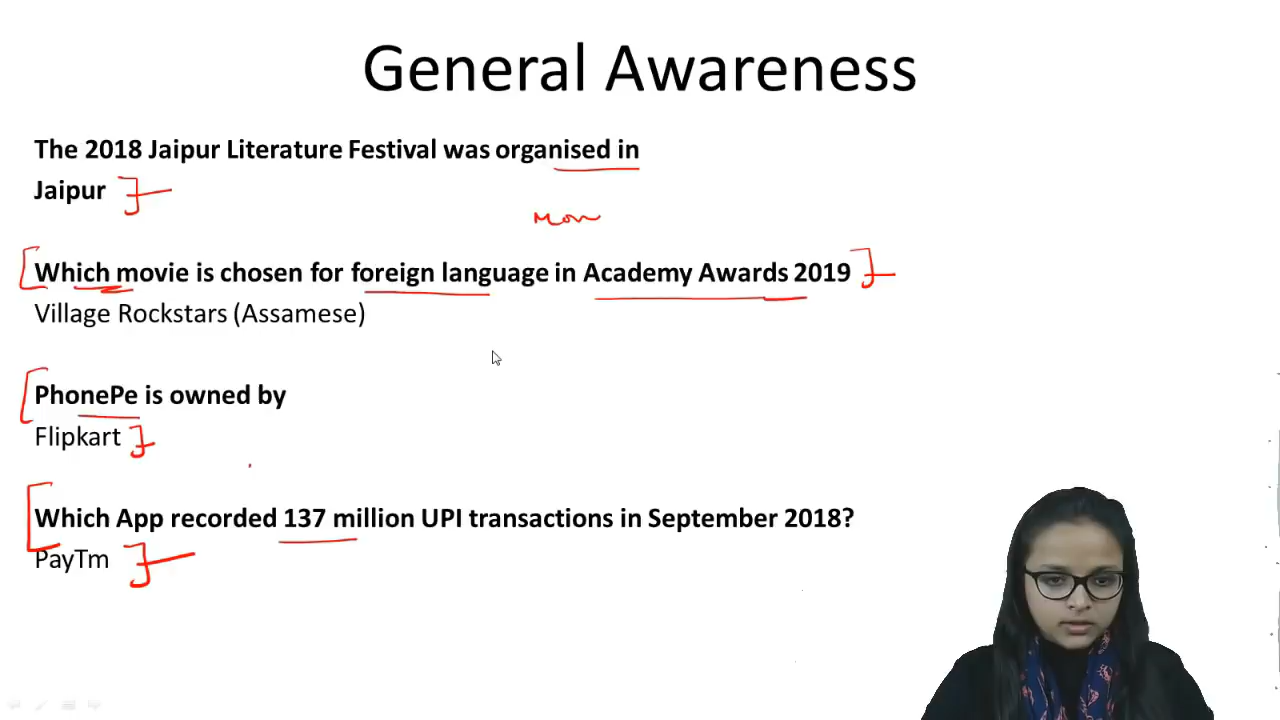 General Awareness
The 2018 Jaipur Literature Festival was organised in
Jaipur
Which movie is chosen for foreign language in Academy Awards 2019
Village Rockstars (Assamese)
PhonePe is owned by
Flipkart
Which App recorded 137 million UPI transactions in September 2018?
PayTm